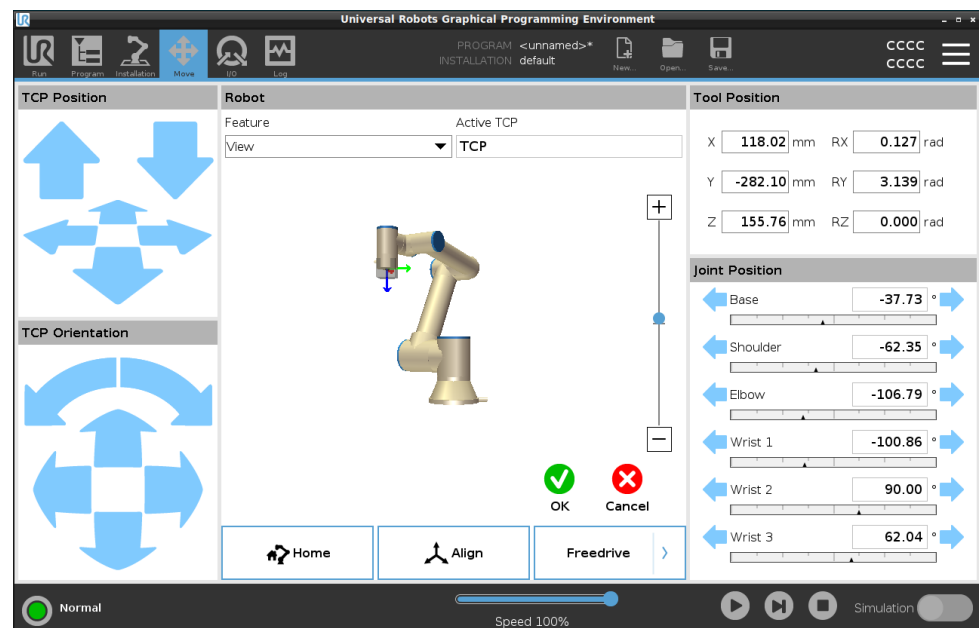 Universal Robots Graphical Programming Environment
Run
Program
Installation
Move
I/O
Log
PROGRAM <unnamed>*
INSTALLATION default
New...
Open...
Save...
CCCC
CCCC
TCP Position
TCP Orientation
Robot
Feature
Active TCP
View
TCP
OK
Cancel
Home
Align
Freedrive
Tool Position
X 118.02 mm RX 0.127 rad
Y -282.10 mm RY 3.139 rad
Z 155.76 mm RZ 0.000 rad
Joint Position
Base -37.73 °
Shoulder -62.35 °
Elbow -106.79 °
Wrist 1 -100.86 °
Wrist 2 90.00 °
Wrist 3 62.04 °
Normal
Speed 100%
Simulation